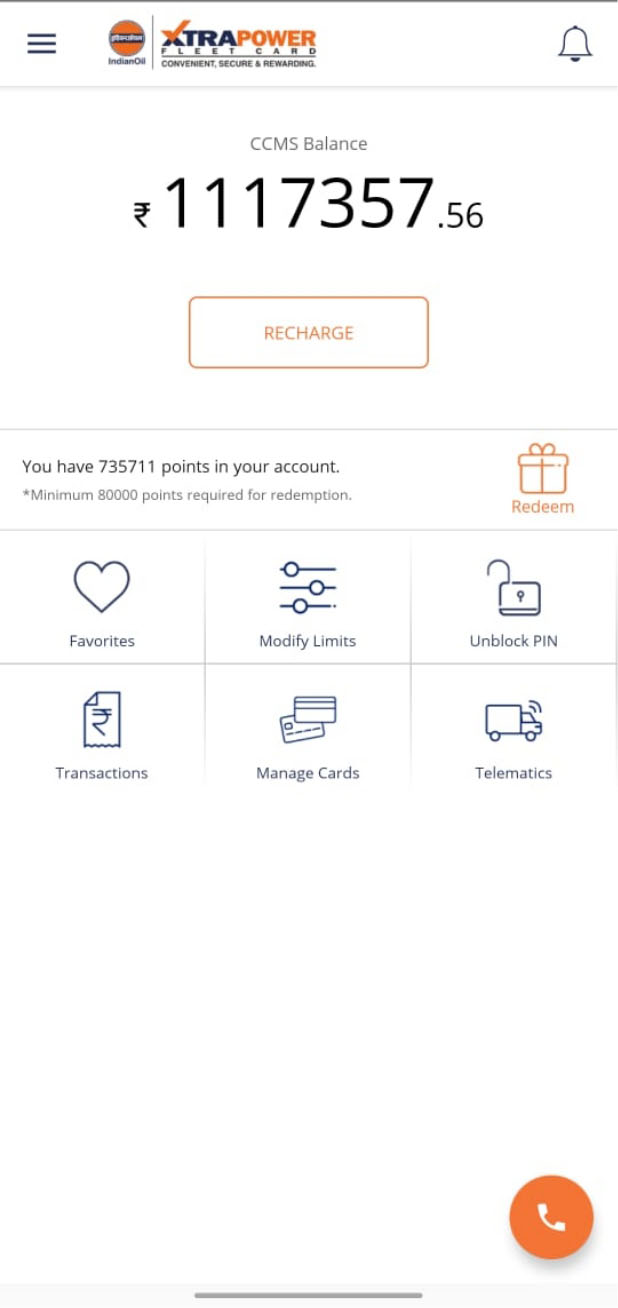 इंडियनऑयल
IndianOil
XTRAPOWER
FLEET CARD
CONVENIENT, SECURE & REWARDING.
CCMS Balance
₹ 1117357.56
RECHARGE
You have 735711 points in your account.
*Minimum 80000 points required for redemption.
Redeem
Favorites
Modify Limits
Unblock PIN
Transactions
Manage Cards
Telematics